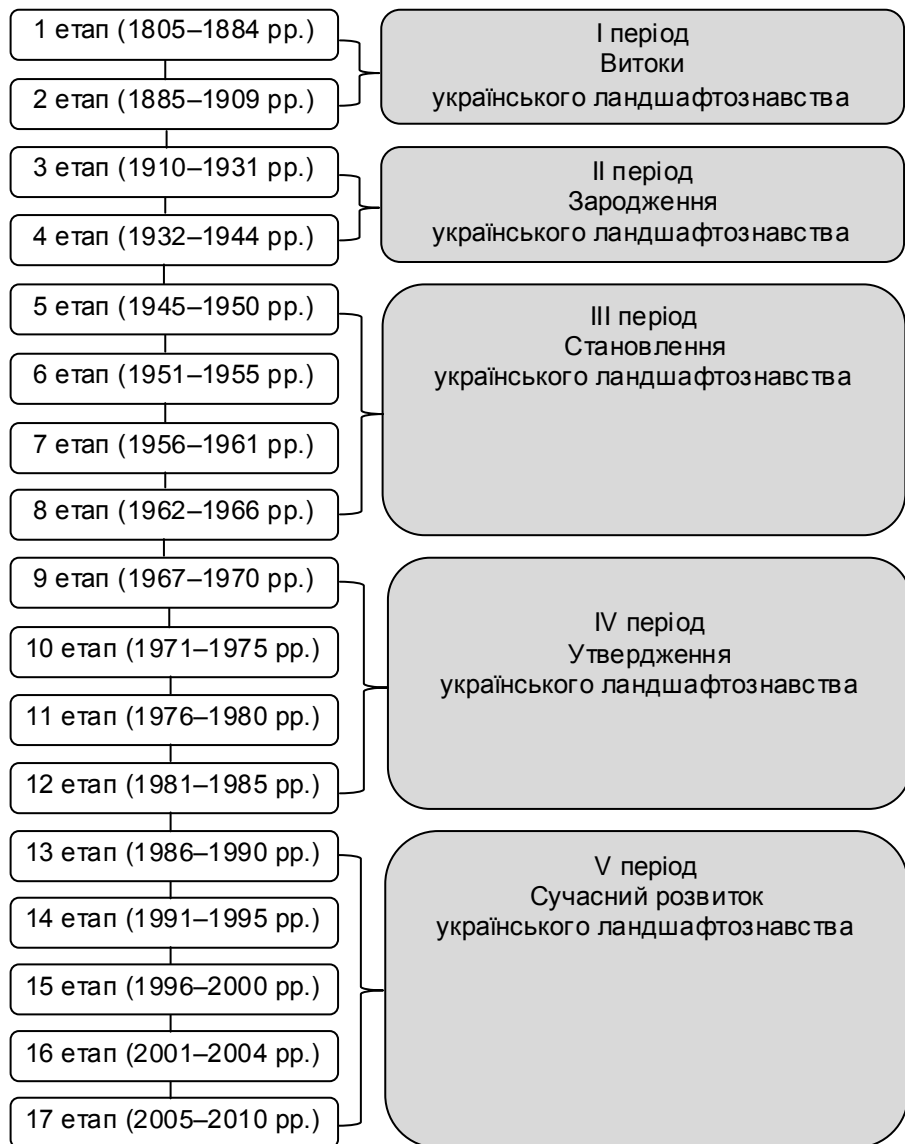 1 етап (1805–1884 рр.)
2 етап (1885–1909 рр.)
І період
Витоки
українського ландшафтознавства
3 етап (1910–1931 рр.)
4 етап (1932–1944 рр.)
ІІ період
Зародження
українського ландшафтознавства
5 етап (1945–1950 рр.)
6 етап (1951–1955 рр.)
7 етап (1956–1961 рр.)
8 етап (1962–1966 рр.)
ІІІ період
Становлення
українського ландшафтознавства
9 етап (1967–1970 рр.)
10 етап (1971–1975 рр.)
11 етап (1976–1980 рр.)
12 етап (1981–1985 рр.)
ІV період
Утвердження
українського ландшафтознавства
13 етап (1986–1990 рр.)
14 етап (1991–1995 рр.)
15 етап (1996–2000 рр.)
16 етап (2001–2004 рр.)
17 етап (2005–2010 рр.)
V період
Сучасний розвиток
українського ландшафтознавства